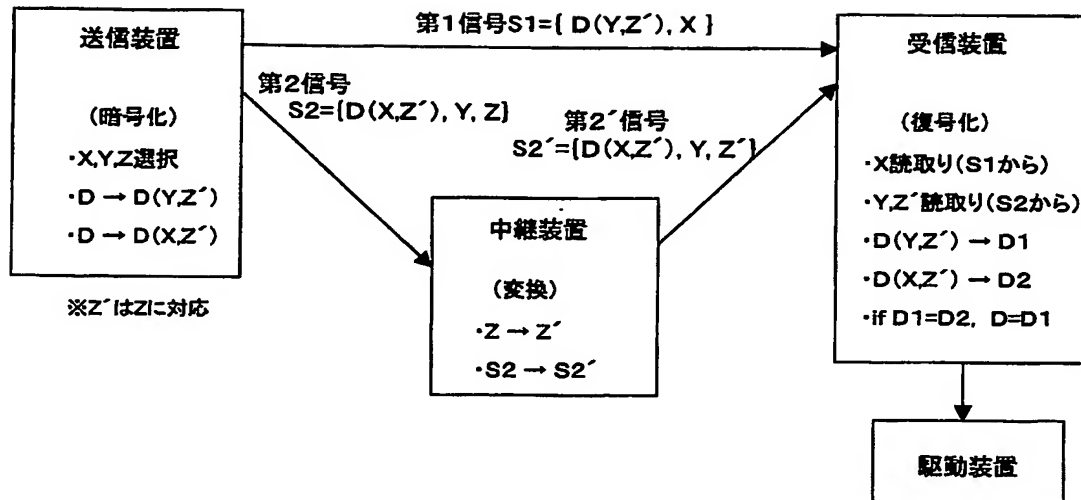 送信装置
(暗号化)
・X,Y,Z選択
・D → D(Y,Z´)
・D → D(X,Z´)
※Z´はZに対応
第1信号S1={ D(Y,Z´), X }
第2信号
S2={D(X,Z´), Y, Z}
第2´信号
S2´={D(X,Z´), Y, Z´}
中継装置
(変換)
・Z → Z´
・S2 → S2´
受信装置
(復号化)
・X読取り(S1から)
・Y,Z´読取り(S2から)
・D(Y,Z´) → D1
・D(X,Z´) → D2
・if D1=D2, D=D1
駆動装置